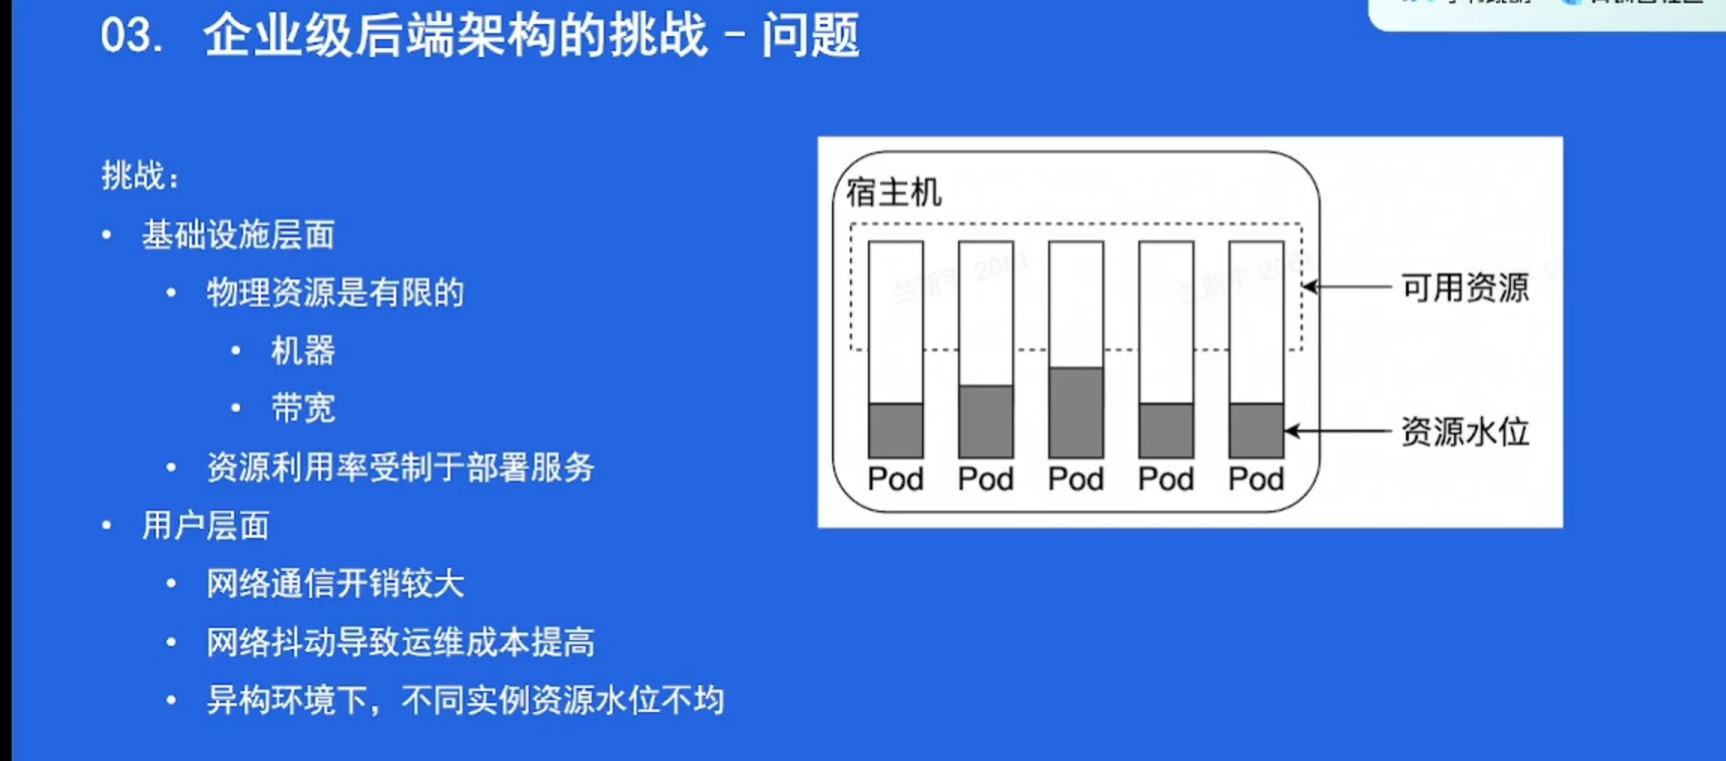 03. 企业级后端架构的挑战 - 问题
挑战：
• 基础设施层面
• 物理资源是有限的
• 机器
• 带宽
• 资源利用率受制于部署服务
• 用户层面
• 网络通信开销较大
• 网络抖动导致运维成本提高
• 异构环境下，不同实例资源水位不均
宿主机
可用资源
资源水位
Pod Pod Pod Pod Pod